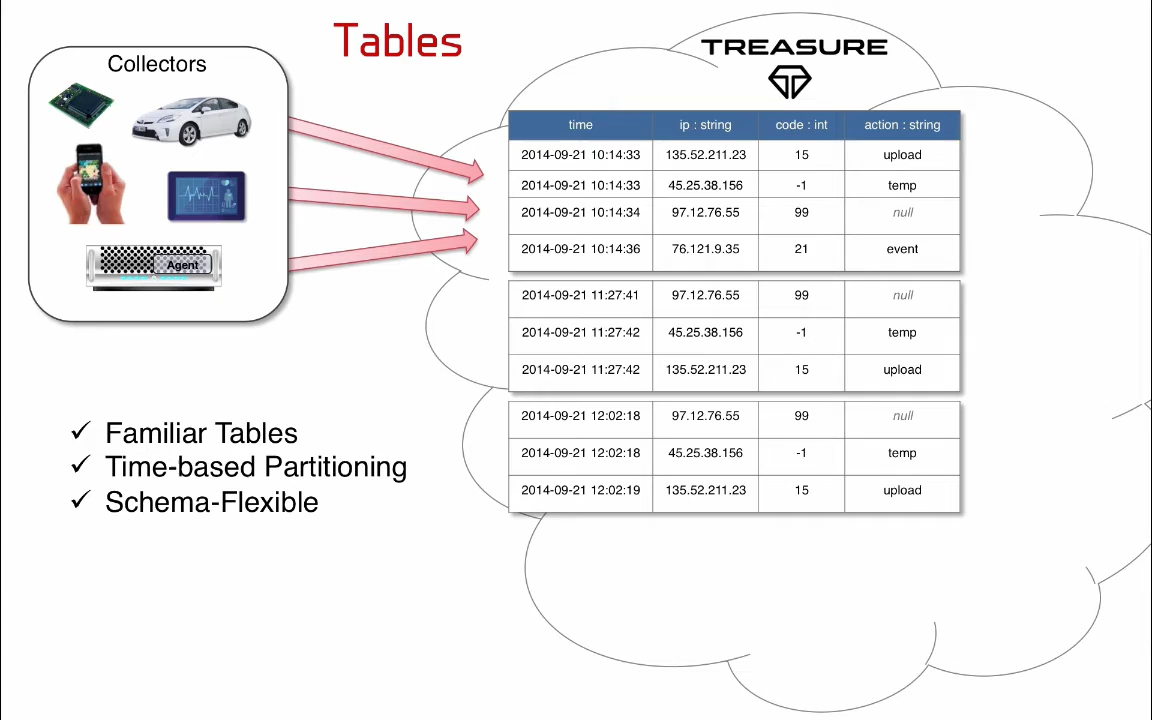 Tables
Collectors
Agent
TREASURE
time ip : string code : int action : string
2014-09-21 10:14:33 135.52.211.23 15 upload
2014-09-21 10:14:33 45.25.38.156 -1 temp
2014-09-21 10:14:34 97.12.76.55 99 null
2014-09-21 10:14:36 76.121.9.35 21 event
2014-09-21 11:27:41 97.12.76.55 99 null
2014-09-21 11:27:42 45.25.38.156 -1 temp
2014-09-21 11:27:42 135.52.211.23 15 upload
2014-09-21 12:02:18 97.12.76.55 99 null
2014-09-21 12:02:18 45.25.38.156 -1 temp
2014-09-21 12:02:19 135.52.211.23 15 upload
✓ Familiar Tables
✓ Time-based Partitioning
✓ Schema-Flexible